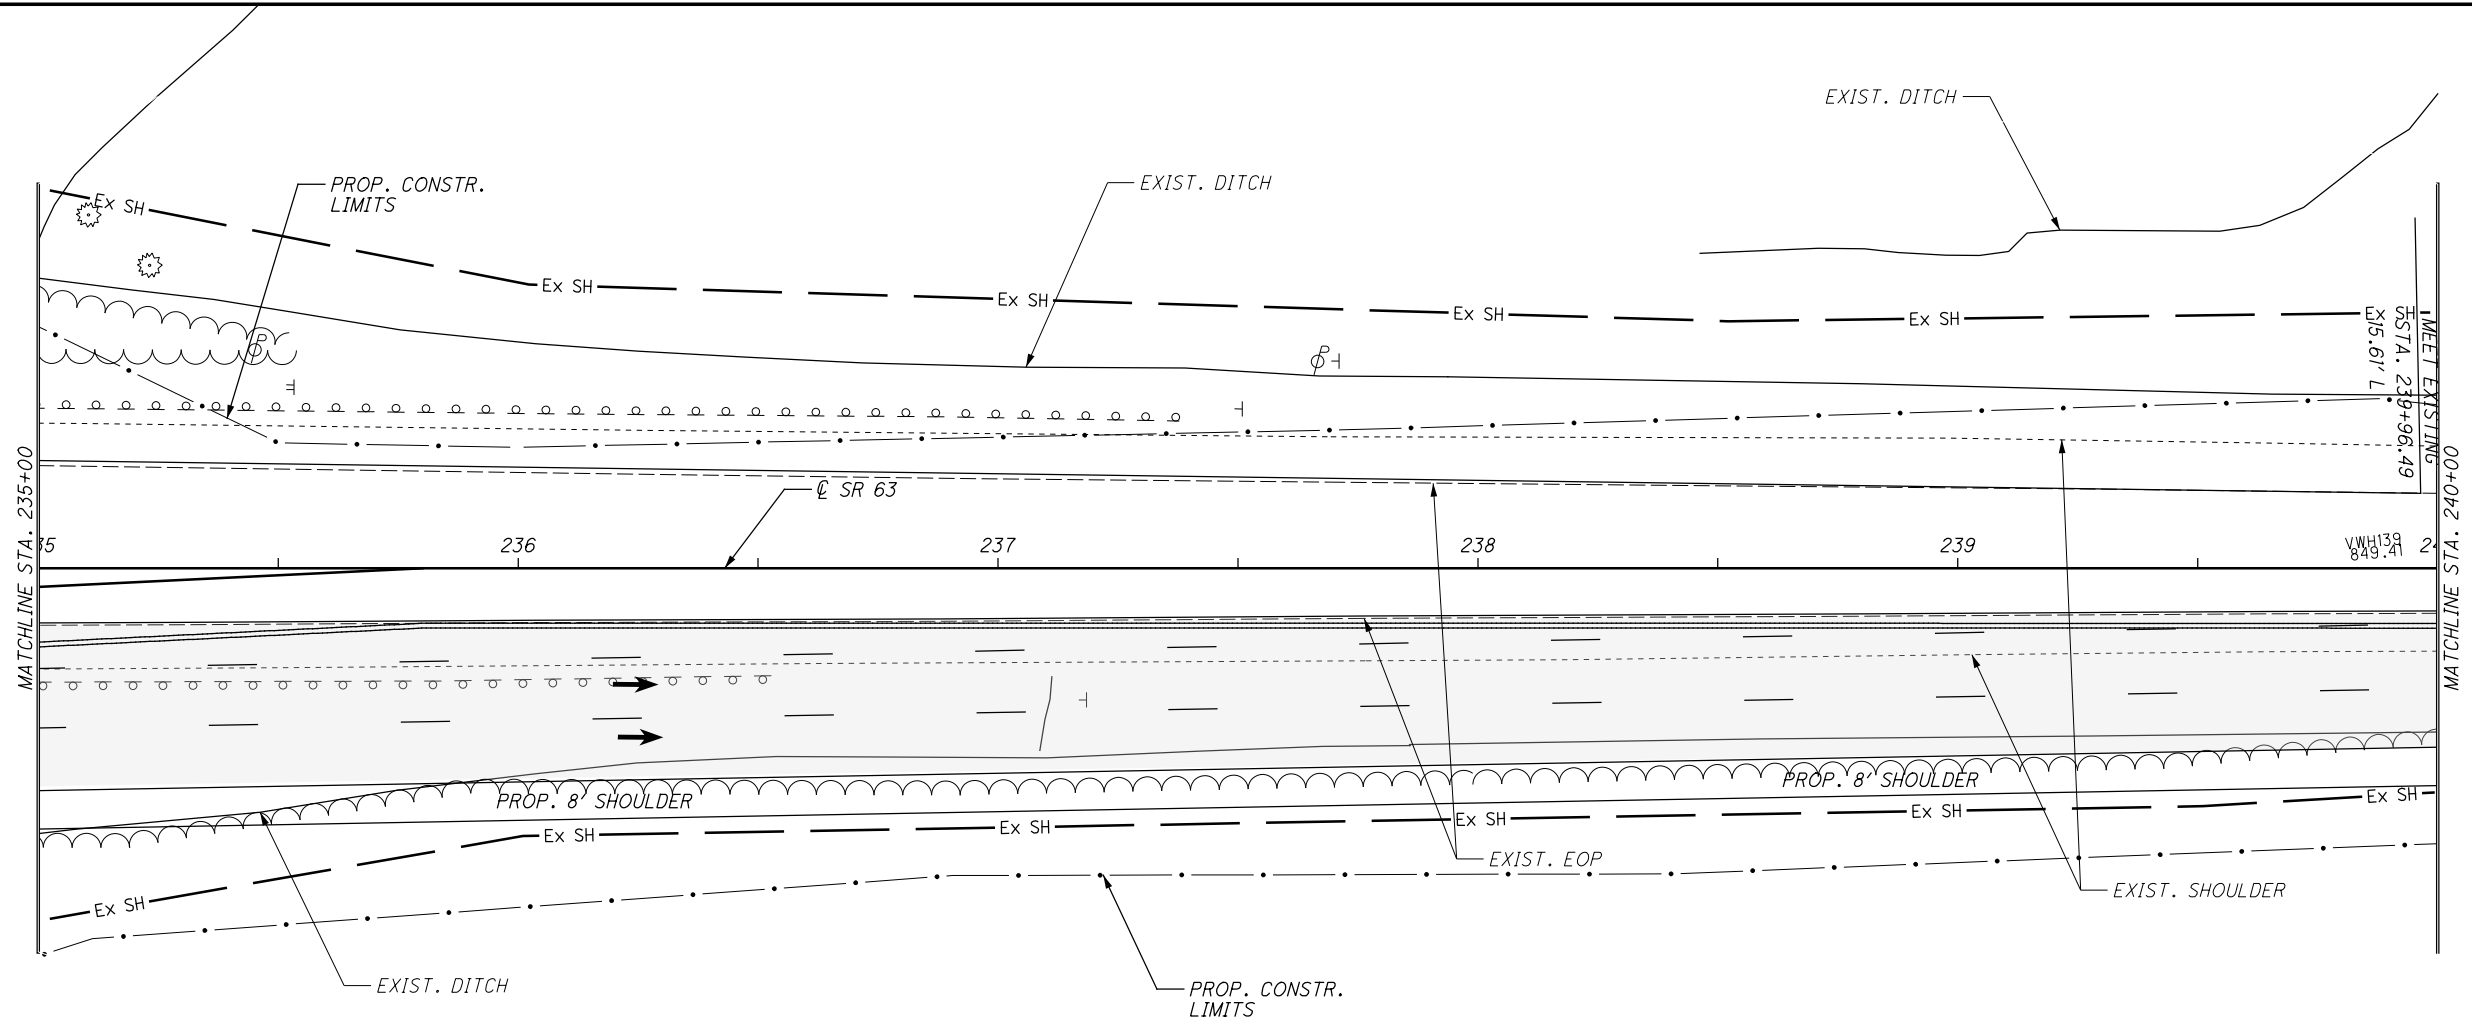 EXIST. DITCH
PROP. CONSTR.
LIMITS
EXIST. DITCH
Ex SH
Ex SH
Ex SH
Ex SH
Ex SH
Ex SH
P
P
MEET EXISTING
STA. 239+96.49
15.61' L
MATCHLINE STA. 235+00
℄ SR 63
35
236
237
238
239
VWH139
849.41
24
MATCHLINE STA. 240+00
PROP. 8' SHOULDER
PROP. 8' SHOULDER
Ex SH
Ex SH
Ex SH
Ex SH
Ex SH
Ex SH
EXIST. EOP
EXIST. SHOULDER
EXIST. DITCH
PROP. CONSTR.
LIMITS